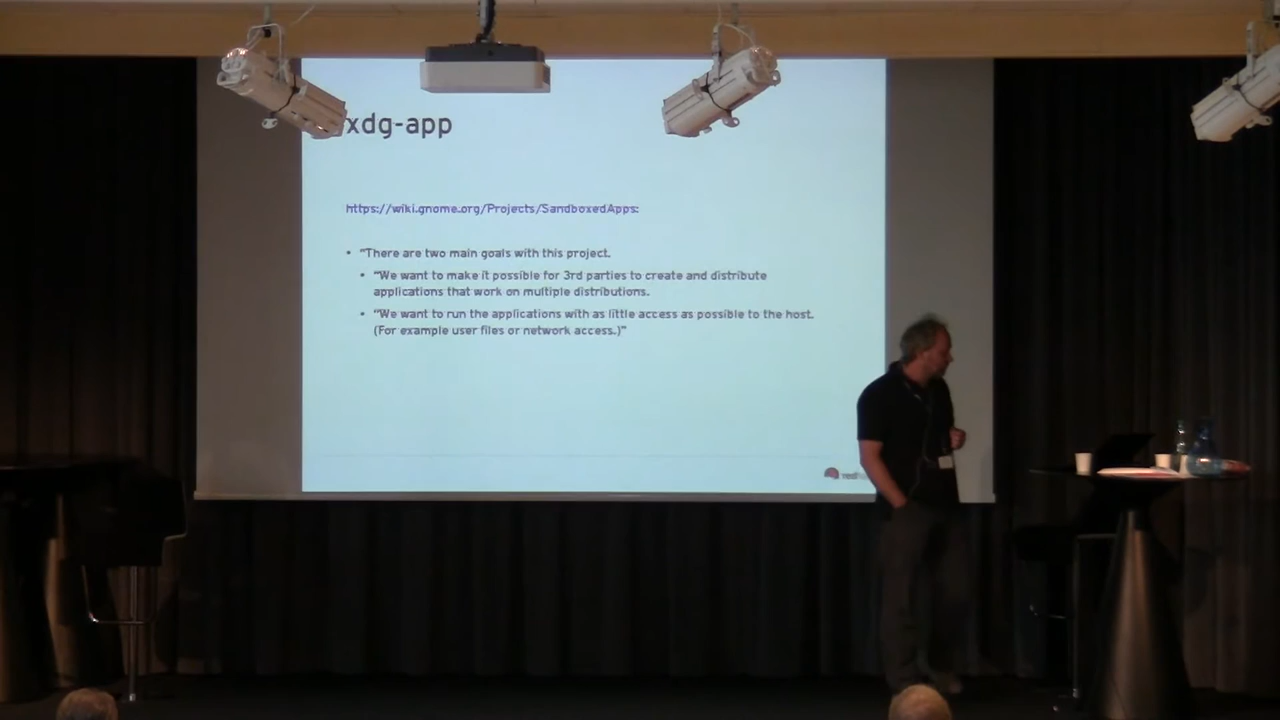 xdg-app
https://wiki.gnome.org/Projects/SandboxedApps:
• "There are two main goals with this project.
• "We want to make it possible for 3rd parties to create and distribute
applications that work on multiple distributions.
• "We want to run the applications with as little access as possible to the host.
(For example user files or network access.)"